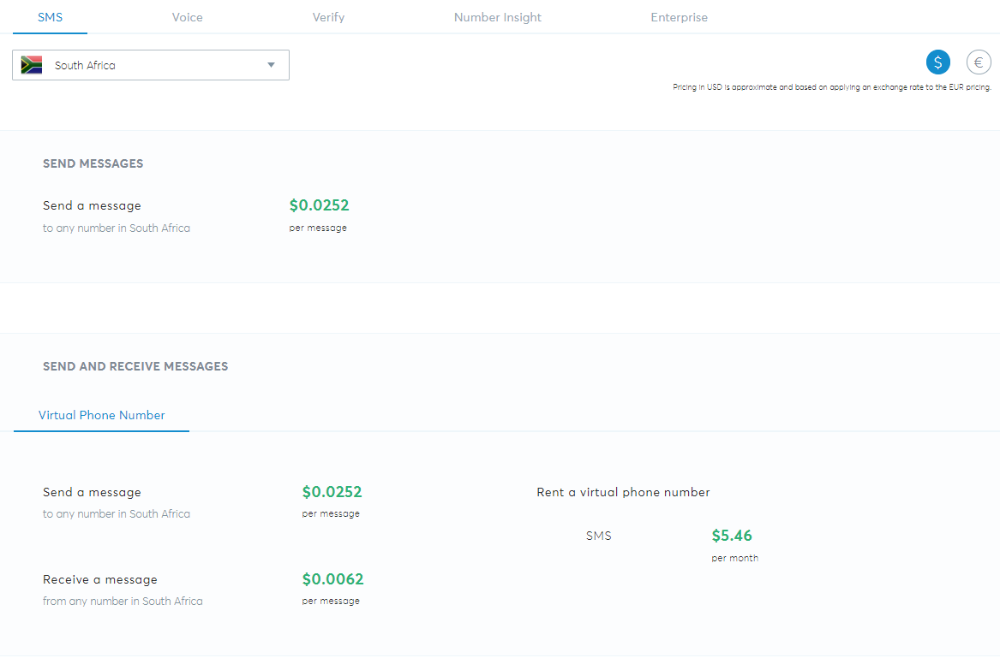 SMS Voice Verify Number Insight Enterprise
South Africa
$ €
Pricing in USD is approximate and based on applying an exchange rate to the EUR pricing.
SEND MESSAGES
Send a message $0.0252
to any number in South Africa per message
SEND AND RECEIVE MESSAGES
Virtual Phone Number
Send a message $0.0252 Rent a virtual phone number
to any number in South Africa per message
SMS $5.46
per month
Receive a message $0.0062
from any number in South Africa per message